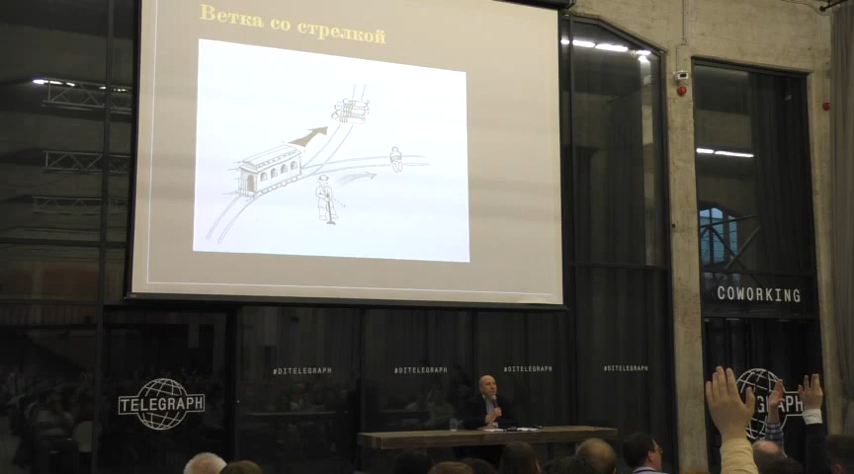 Ветка со стрелкой
COWORKING
#DITELEGRAPH
#DITELEGRAPH
#DITELEGRAPH
#DITELEGRAPH
TELEGRAPH